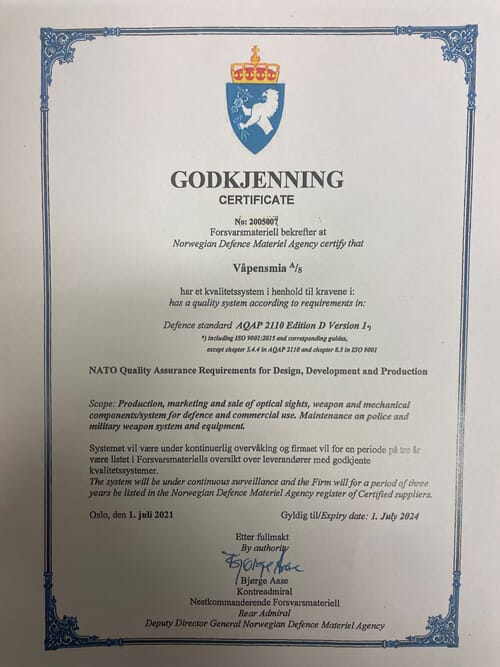 GODKJENNING
CERTIFICATE
No: 2005007
Forsvarsmateriell bekrefter at
Norwegian Defence Materiel Agency certify that
Våpensmia A/S
har et kvalitetssystem i henhold til kravene i:
has a quality system according to requirements in:
Defence standard AQAP 2110 Edition D Version 1*)
*) including ISO 9001:2015 and corresponding guides,
except chapter 5.4.4 in AQAP 2110 and chapter 8.3 in ISO 9001
NATO Quality Assurance Requirements for Design, Development and Production
Scope: Production, marketing and sale of optical sights, weapon and mechanical
components/system for defence and commercial use. Maintenance on police and
military weapon system and equipment.
Systemet vil være under kontinuerlig overvåking og firmaet vil for en periode på tre år
være listet i Forsvarsmateriells oversikt over leverandører med godkjente
kvalitetssystemer.
The system will be under continuous surveillance and the Firm will for a period of three
years be listed in the Norwegian Defence Materiel Agency register of Certified suppliers.
Oslo, den 1. juli 2021 Gyldig til/Expiry date: 1. July 2024
Etter fullmakt
By authority
Bjørge Aase
Bjørge Aase
Kontreadmiral
Nestkommanderende Forsvarsmateriell
Rear Admiral
Deputy Director General Norwegian Defence Materiel Agency